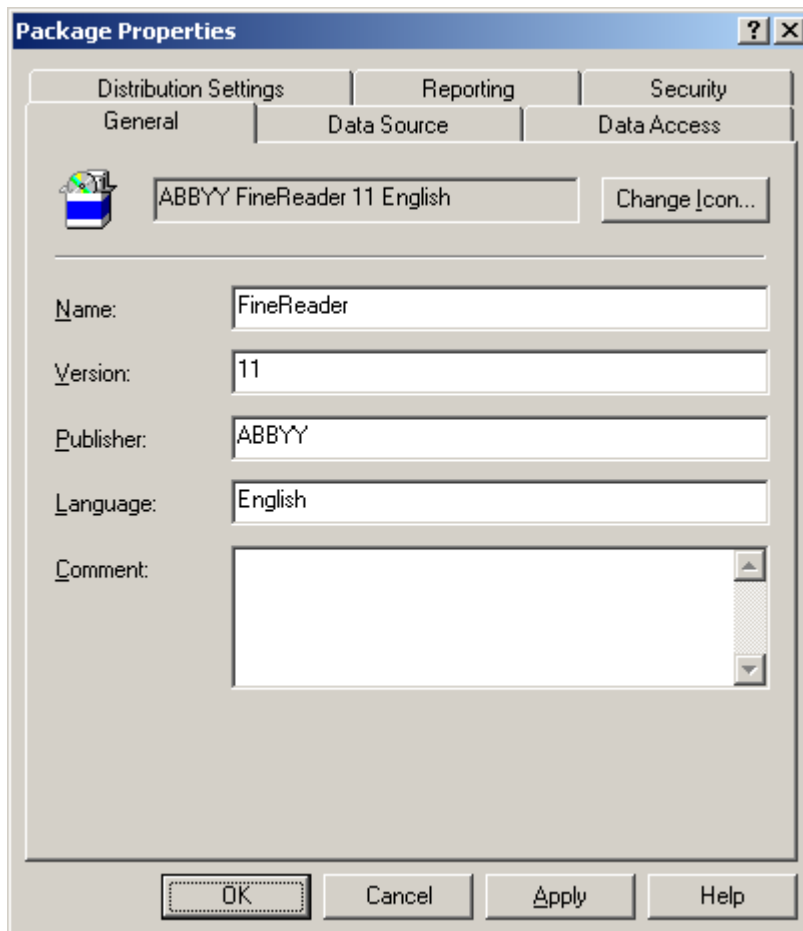 Package Properties
Distribution Settings Reporting Security
General Data Source Data Access
ABBYY FineReader 11 English Change Icon...
Name: FineReader
Version: 11
Publisher: ABBYY
Language: English
Comment:
OK Cancel Apply Help